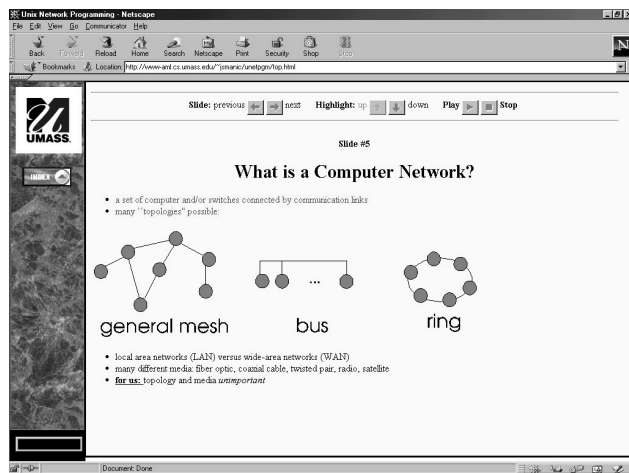 Unix Network Programming - Netscape
File Edit View Go Communicator Help
Back Forward Reload Home Search Netscape Print Security Shop Stop
Bookmarks Location: http://www-aml.cs.umass.edu/~jsmanic/unetpgm/top.html
N
UMASS.
INDEX
Slide: previous next Highlight: up down Play Stop
Slide #5
What is a Computer Network?
a set of computer and/or switches connected by communication links
many ``topologies'' possible:
...
general mesh bus ring
local area networks (LAN) versus wide-area networks (WAN)
many different media: fiber optic, coaxial cable, twisted pair, radio, satellite
for us: topology and media unimportant
Document: Done